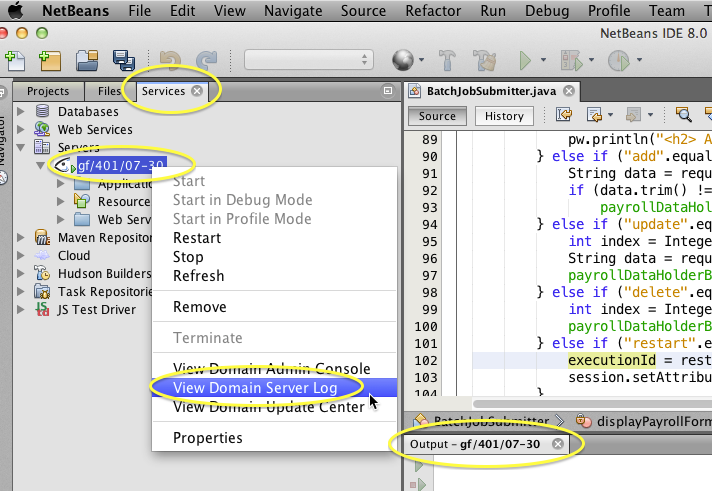 NetBeans File Edit View Navigate Source Refactor Run Debug Profile Team T
NetBeans IDE 8.0
Projects Files Services
BatchJobSubmitter.java
Source History
Navigator
Databases
Web Services
Servers
gf/401/07-30
Applicatio
Resource
Web Serv
Maven Repositor
Cloud
Hudson Builders
Task Repositorie
JS Test Driver
Start
Start in Debug Mode
Start in Profile Mode
Restart
Stop
Refresh
Remove
Terminate
View Domain Admin Console
View Domain Server Log
View Domain Update Center
Properties
89 pw.println("<h2> A
90 } else if ("add".equal
91 String data = requ
92 if (data.trim() !=
93 payrollDataHol
94 } else if ("update".eq
95 int index = Intege
96 String data = requ
97 payrollDataHolderB
98 } else if ("delete".eq
99 int index = Intege
100 payrollDataHolderB
101 } else if ("restart".e
102 executionId = rest
103 session.setAttribu
104 }
BatchJobSubmitter displayPayrollForm
Output - gf/401/07-30